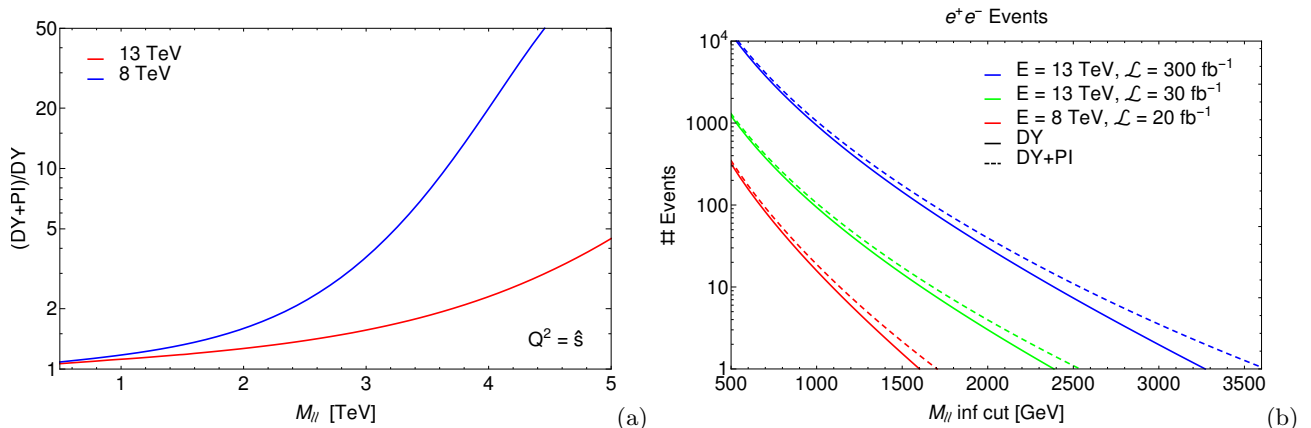 50
20
10
5
2
1
(DY+PI)/DY
13 TeV
8 TeV
Q² = ŝ
1 2 3 4 5
M_ll [TeV]
(a)
e⁺e⁻ Events
10⁴
1000
100
10
1
# Events
E = 13 TeV, ℒ = 300 fb⁻¹
E = 13 TeV, ℒ = 30 fb⁻¹
E = 8 TeV, ℒ = 20 fb⁻¹
DY
DY+PI
500 1000 1500 2000 2500 3000 3500
M_ll inf cut [GeV]
(b)